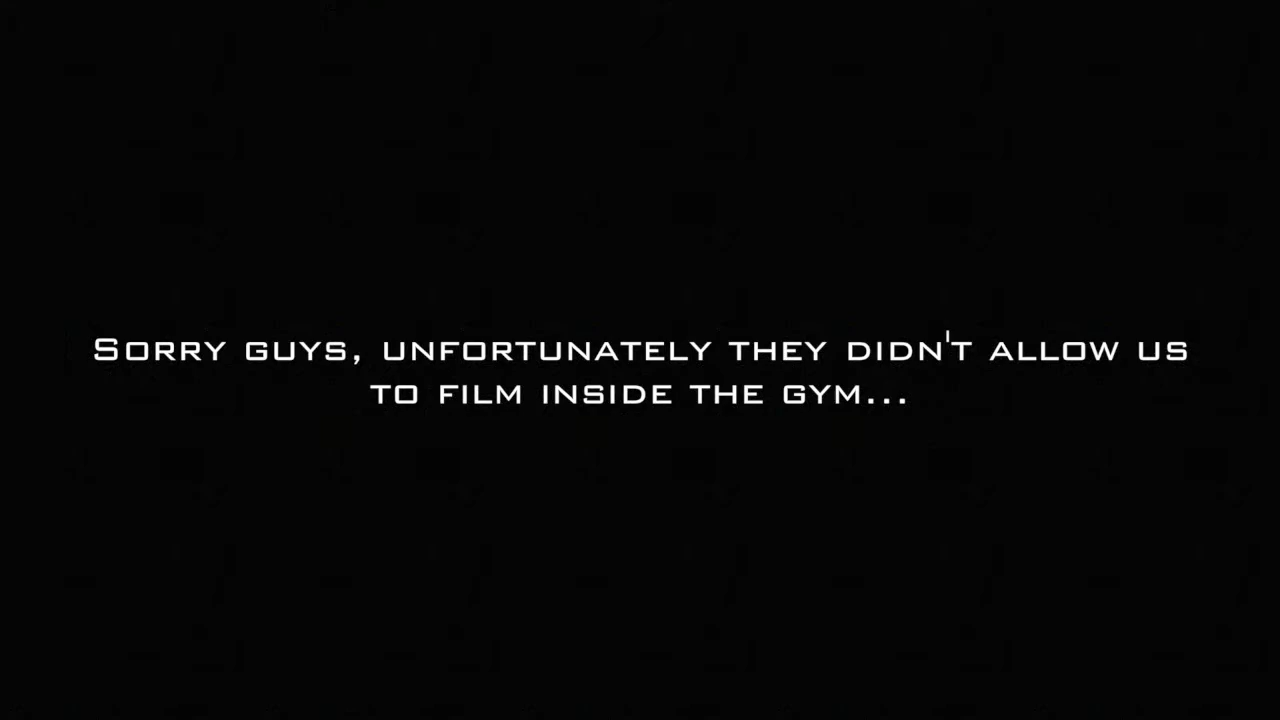 Sorry guys, unfortunately they didn't allow us
to film inside the gym...